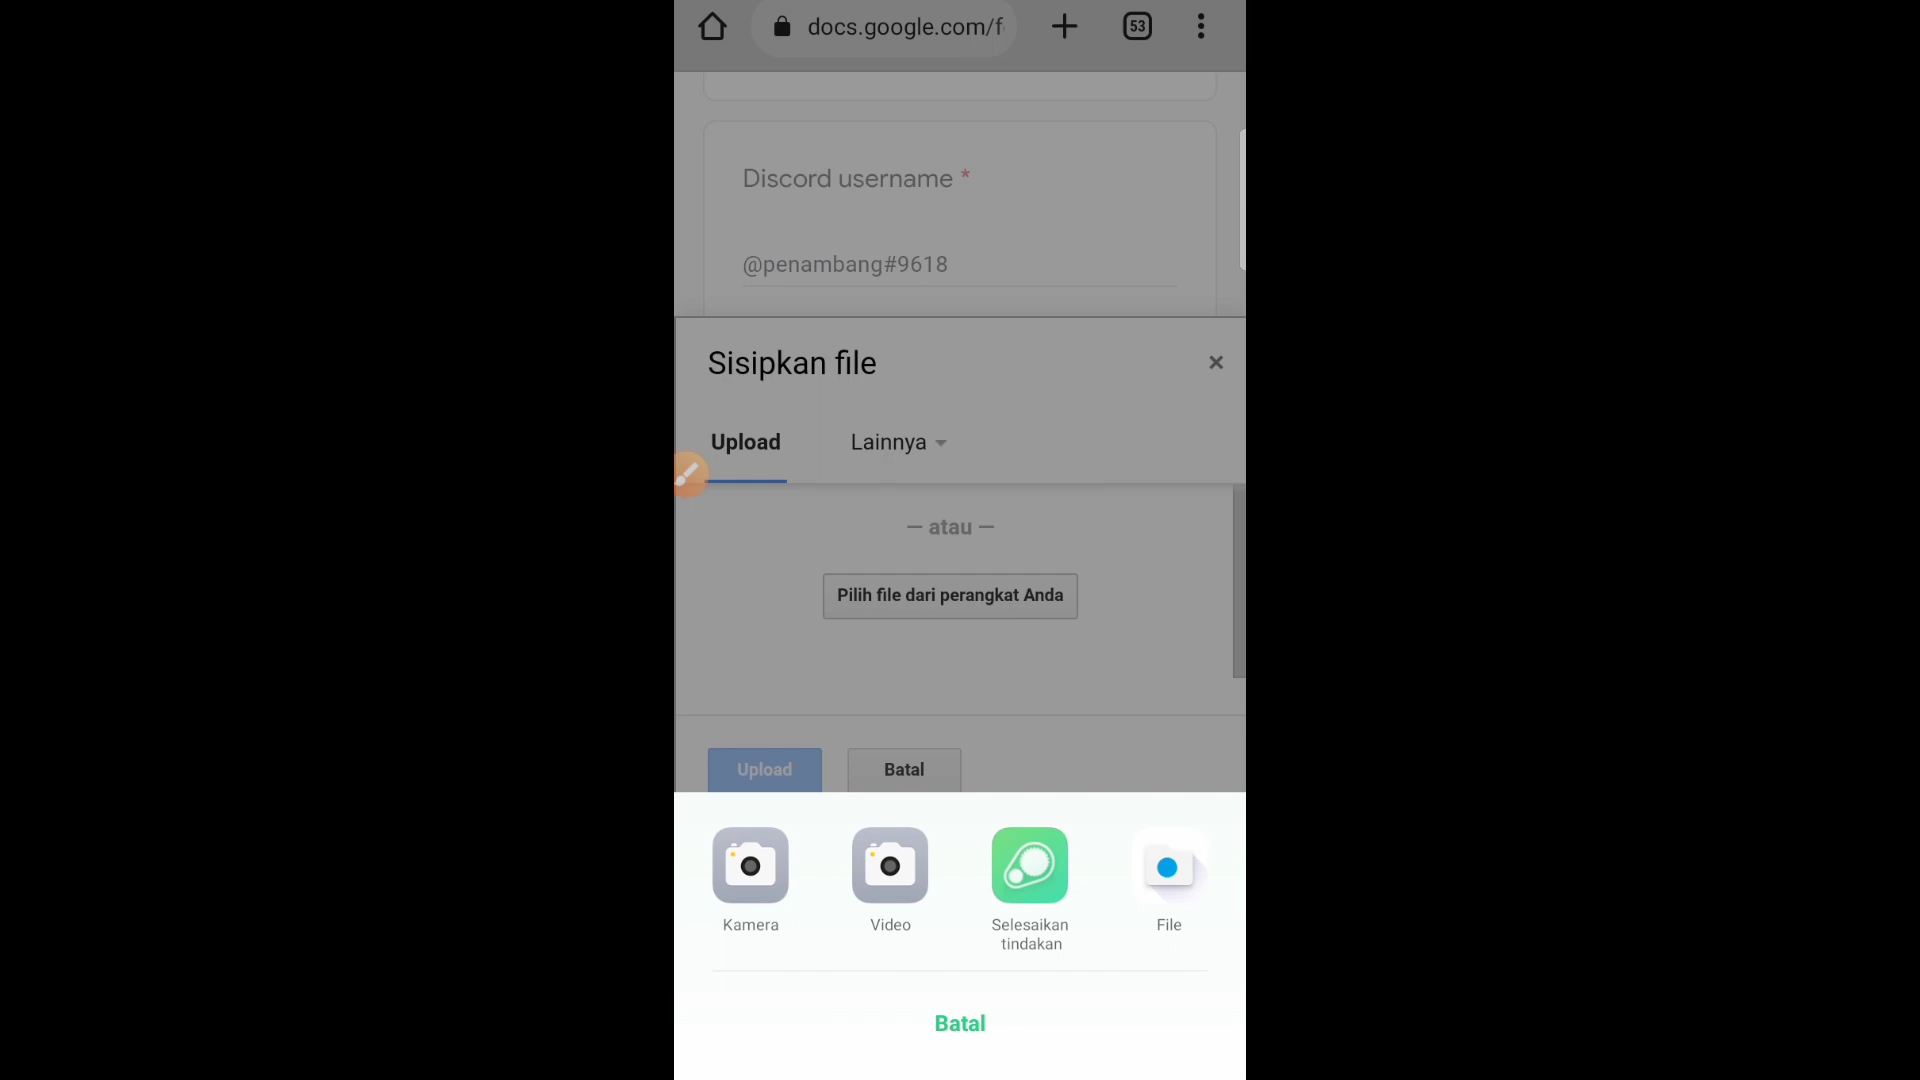 docs.google.com/f
53
Discord username *
@penambang#9618
Sisipkan file
×
Upload
Lainnya
— atau —
Pilih file dari perangkat Anda
Upload
Batal
Kamera
Video
Selesaikan
tindakan
File
Batal